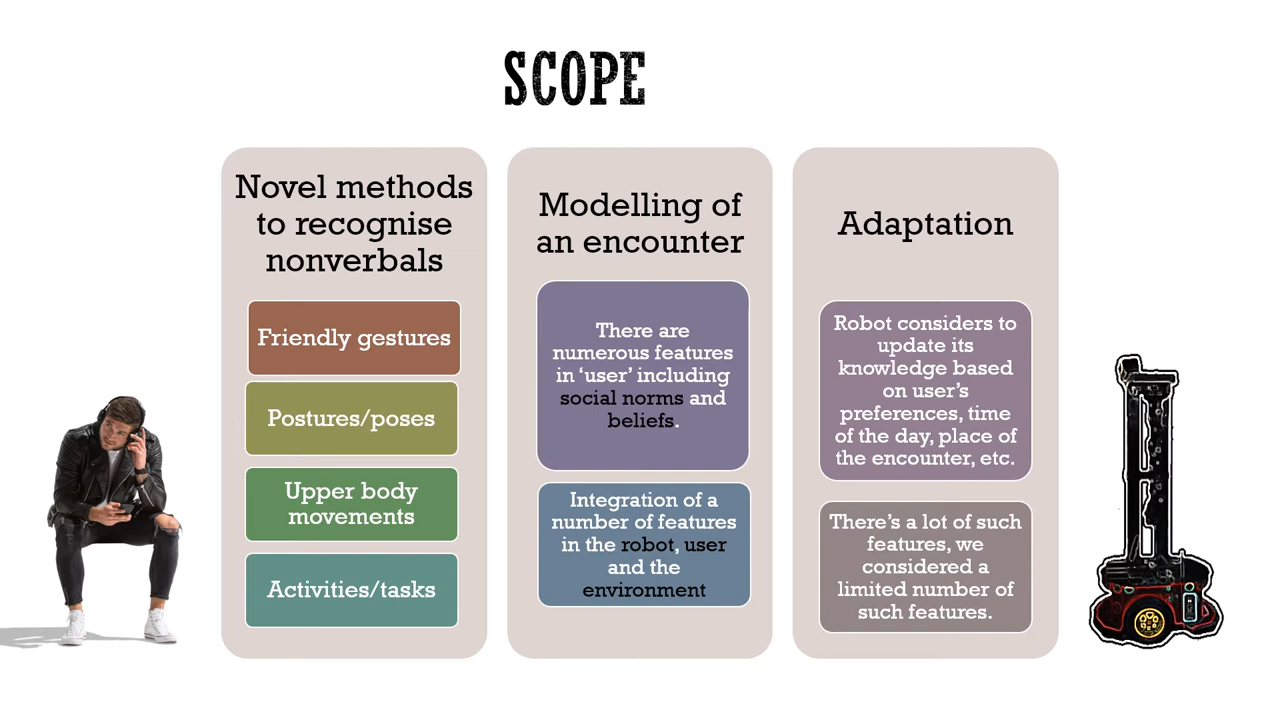 SCOPE
Novel methods
to recognise
nonverbals
Friendly gestures
Postures/poses
Upper body
movements
Activities/tasks
Modelling of
an encounter
There are
numerous features
in ‘user’ including
social norms and
beliefs.
Integration of a
number of features
in the robot, user
and the
environment
Adaptation
Robot considers to
update its
knowledge based
on user’s
preferences, time
of the day, place of
the encounter, etc.
There’s a lot of such
features, we
considered a
limited number of
such features.